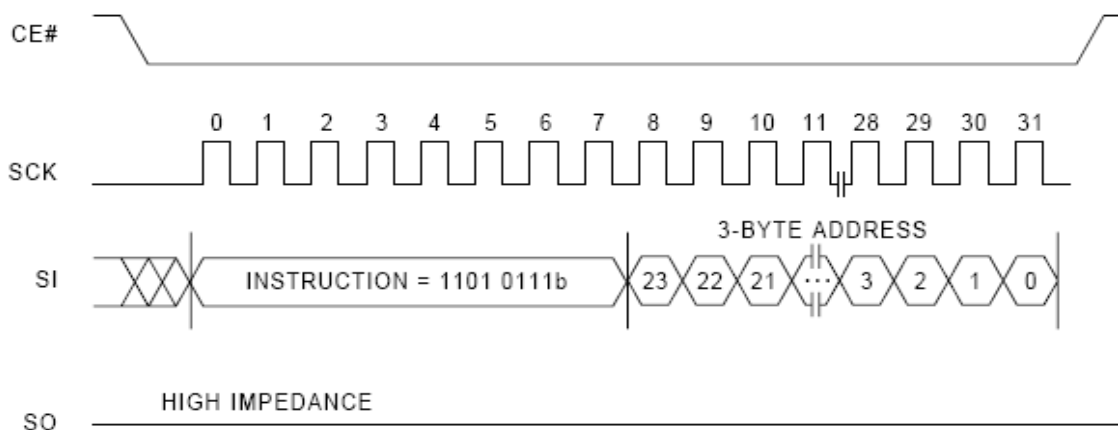 CE#
0 1 2 3 4 5 6 7 8 9 10 11 28 29 30 31
SCK
3-BYTE ADDRESS
SI INSTRUCTION = 1101 0111b 23 22 21 ... 3 2 1 0
HIGH IMPEDANCE
SO